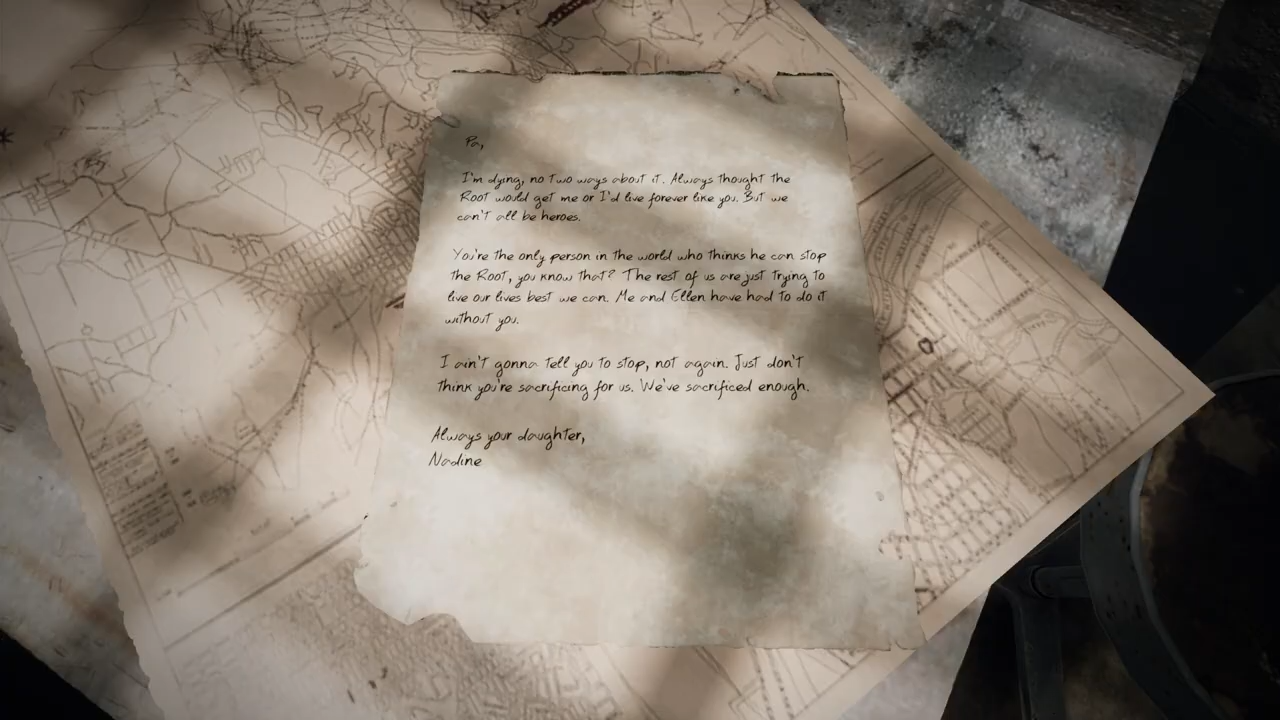 Pa,
I'm dying, no two ways about it. Always thought the
Root would get me or I'd live forever like you. But we
can't all be heroes.
You're the only person in the world who thinks he can stop
the Root, you know that? The rest of us are just trying to
live our lives best we can. Me and Ellen have had to do it
without you.
I ain't gonna tell you to stop, not again. Just don't
think you're sacrificing for us. We've sacrificed enough.
Always your daughter,
Nadine